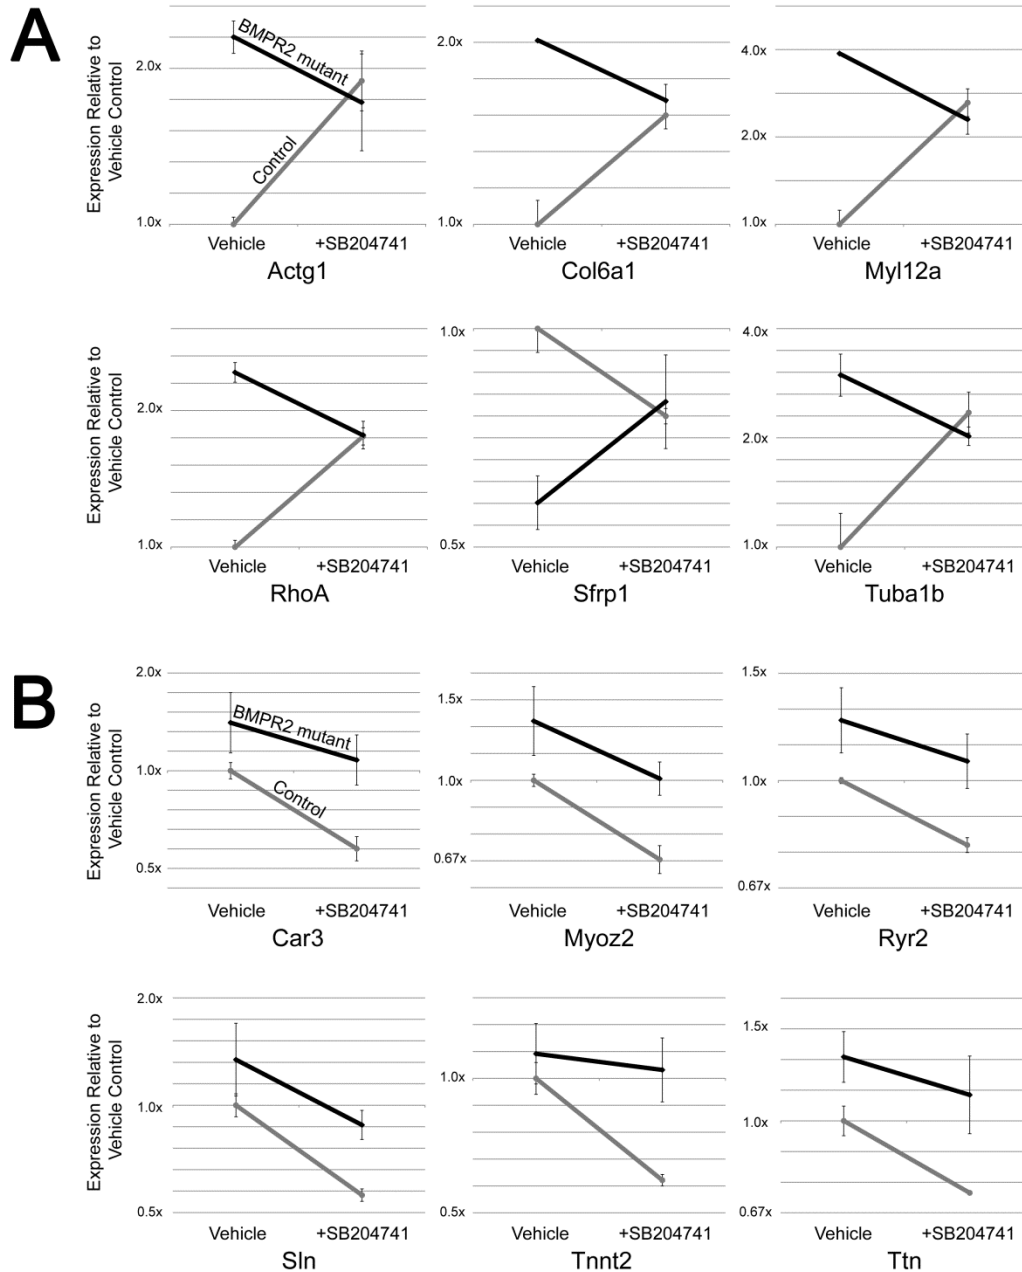 A
Expression Relative to
Vehicle Control
2.0x
1.0x
BMPR2 mutant
Control
Vehicle +SB204741
Actg1
2.0x
1.0x
Vehicle +SB204741
Col6a1
4.0x
2.0x
1.0x
Vehicle +SB204741
Myl12a
Expression Relative to
Vehicle Control
2.0x
1.0x
Vehicle +SB204741
RhoA
1.0x
0.5x
Vehicle +SB204741
Sfrp1
4.0x
2.0x
1.0x
Vehicle +SB204741
Tuba1b
B
Expression Relative to
Vehicle Control
2.0x
1.0x
0.5x
BMPR2 mutant
Control
Vehicle +SB204741
Car3
1.5x
1.0x
0.67x
Vehicle +SB204741
Myoz2
1.5x
1.0x
0.67x
Vehicle +SB204741
Ryr2
Expression Relative to
Vehicle Control
2.0x
1.0x
0.5x
Vehicle +SB204741
Sln
1.0x
0.5x
Vehicle +SB204741
Tnnt2
1.5x
1.0x
0.67x
Vehicle +SB204741
Ttn